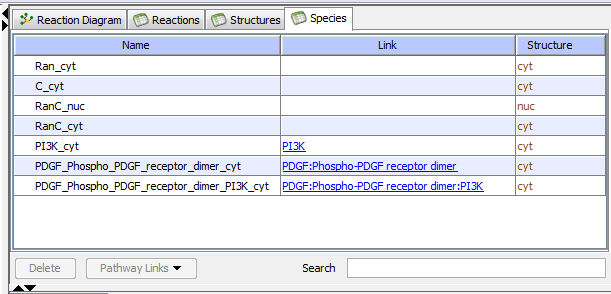 Reaction Diagram Reactions Structures Species
Name Link Structure
Ran_cyt cyt
C_cyt cyt
RanC_nuc nuc
RanC_cyt cyt
PI3K_cyt PI3K cyt
PDGF_Phospho_PDGF_receptor_dimer_cyt PDGF:Phospho-PDGF receptor dimer cyt
PDGF_Phospho_PDGF_receptor_dimer_PI3K_cyt PDGF:Phospho-PDGF receptor dimer:PI3K cyt
Delete Pathway Links Search